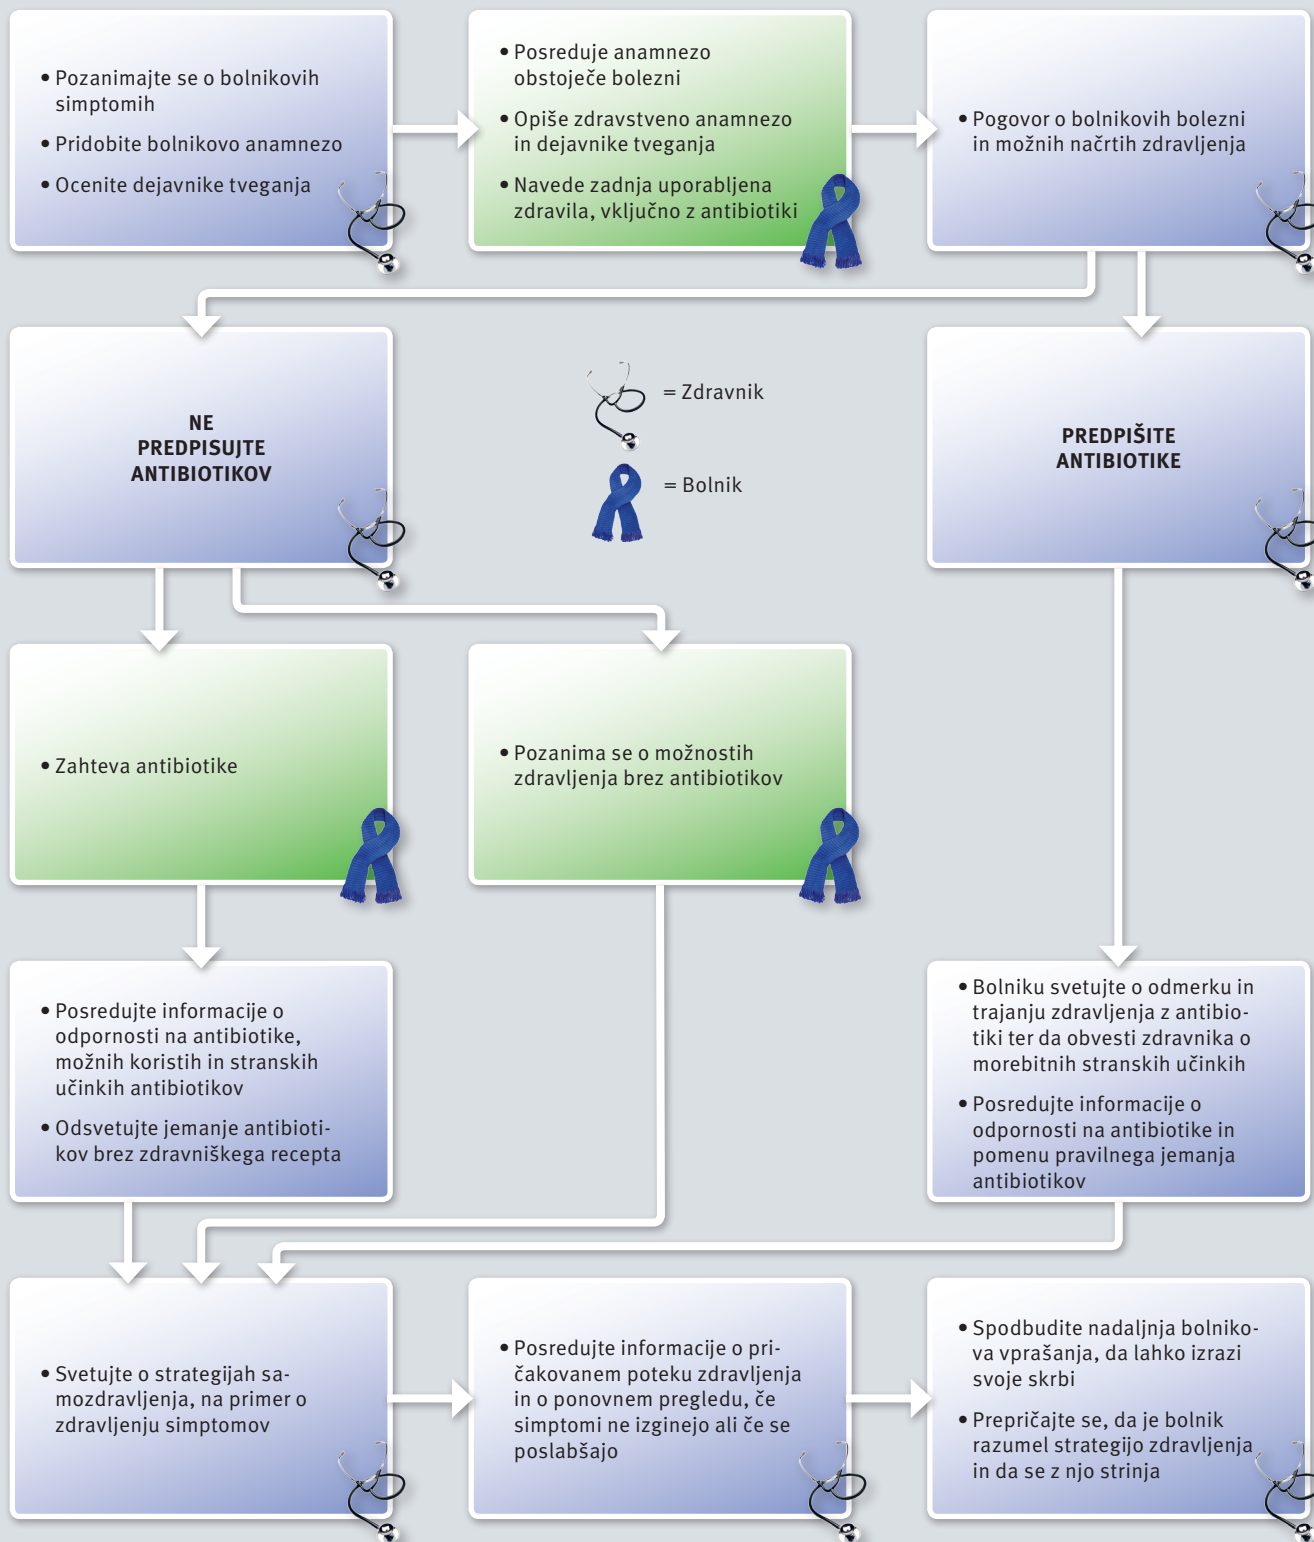 • Pozanimajte se o bolnikovih
simptomih
• Pridobite bolnikovo anamnezo
• Ocenite dejavnike tveganja
• Posreduje anamnezo
obstoječe bolezni
• Opiše zdravstveno anamnezo
in dejavnike tveganja
• Navede zadnja uporabljena
zdravila, vključno z antibiotiki
• Pogovor o bolnikovih bolezni
in možnih načrtih zdravljenja
NE
PREDPISUJTE
ANTIBIOTIKOV
= Zdravnik
= Bolnik
PREDPIŠITE
ANTIBIOTIKE
• Zahteva antibiotike
• Pozanima se o možnostih
zdravljenja brez antibiotikov
• Posredujte informacije o
odpornosti na antibiotike,
možnih koristih in stranskih
učinkih antibiotikov
• Odsvetujte jemanje antibioti-
kov brez zdravniškega recepta
• Bolniku svetujte o odmerku in
trajanju zdravljenja z antibio-
tiki ter da obvesti zdravnika o
morebitnih stranskih učinkih
• Posredujte informacije o
odpornosti na antibiotike in
pomenu pravilnega jemanja
antibiotikov
• Svetujte o strategijah sa-
mozdravljenja, na primer o
zdravljenju simptomov
• Posredujte informacije o pri-
čakovanem poteku zdravljenja
in o ponovnem pregledu, če
simptomi ne izginejo ali če se
poslabšajo
• Spodbudite nadaljnja bolniko-
va vprašanja, da lahko izrazi
svoje skrbi
• Prepričajte se, da je bolnik
razumel strategijo zdravljenja
in da se z njo strinja